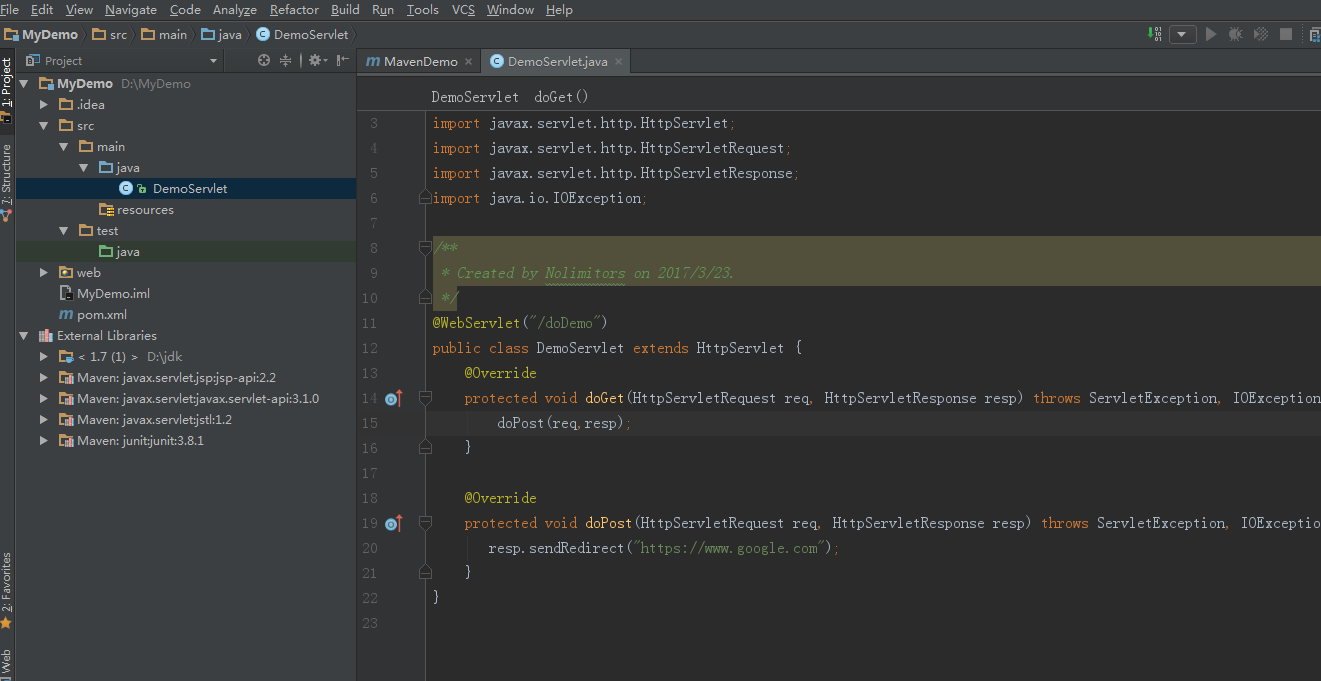 File Edit View Navigate Code Analyze Refactor Build Run Tools VCS Window Help
MyDemo src main java DemoServlet
1: Project
7: Structure
2: Favorites
Web
Project
MyDemo D:\MyDemo
.idea
src
main
java
DemoServlet
resources
test
java
web
MyDemo.iml
pom.xml
External Libraries
< 1.7 (1) > D:\jdk
Maven: javax.servlet.jsp:jsp-api:2.2
Maven: javax.servlet:javax.servlet-api:3.1.0
Maven: javax.servlet:jstl:1.2
Maven: junit:junit:3.8.1
MavenDemo DemoServlet.java
DemoServlet doGet()
3 import javax.servlet.http.HttpServlet;
4 import javax.servlet.http.HttpServletRequest;
5 import javax.servlet.http.HttpServletResponse;
6 import java.io.IOException;
7
8 /**
9 * Created by Nolimitors on 2017/3/23.
10 */
11 @WebServlet("/doDemo")
12 public class DemoServlet extends HttpServlet {
13 @Override
14 protected void doGet(HttpServletRequest req, HttpServletResponse resp) throws ServletException, IOException
15 doPost(req,resp);
16 }
17
18 @Override
19 protected void doPost(HttpServletRequest req, HttpServletResponse resp) throws ServletException, IOExceptio
20 resp.sendRedirect("https://www.google.com");
21 }
22 }
23